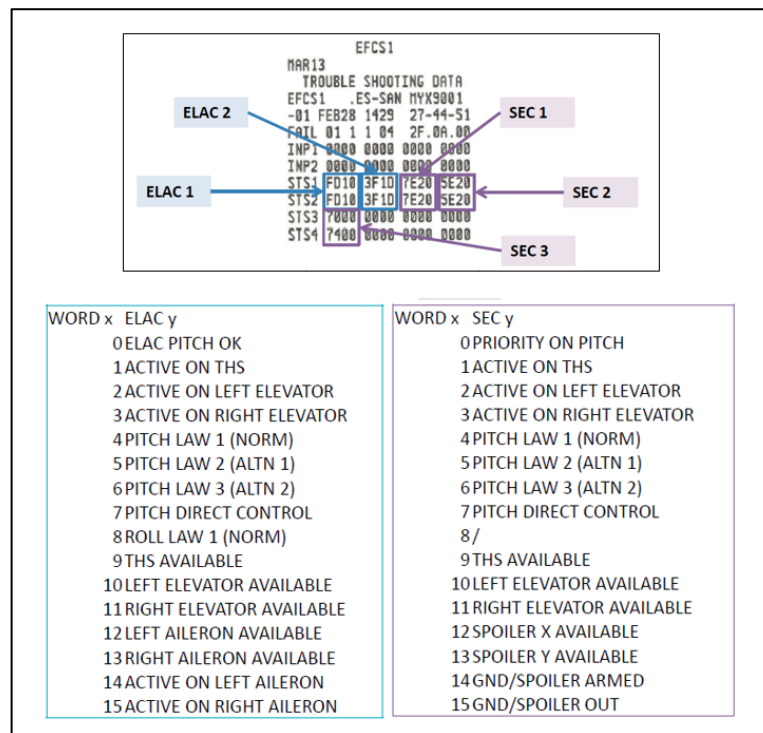 EFCS1
MAR13
TROUBLE SHOOTING DATA
EFCS1 .ES-SAN MYX9001
-01 FEB28 1429 27-44-51
FAIL 01 1 1 04 2F.0A.00
INP1 0000 0000 0000 0000
INP2 0000 0000 0000 0000
STS1 FD10 3F1D 7E20 5E20
STS2 FD10 3F1D 7E20 5E20
STS3 7000 0000 0000 0000
STS4 7400 0000 0000 0000
ELAC 2
ELAC 1
SEC 1
SEC 2
SEC 3
WORD x ELAC y
0 ELAC PITCH OK
1 ACTIVE ON THS
2 ACTIVE ON LEFT ELEVATOR
3 ACTIVE ON RIGHT ELEVATOR
4 PITCH LAW 1 (NORM)
5 PITCH LAW 2 (ALTN 1)
6 PITCH LAW 3 (ALTN 2)
7 PITCH DIRECT CONTROL
8 ROLL LAW 1 (NORM)
9 THS AVAILABLE
10 LEFT ELEVATOR AVAILABLE
11 RIGHT ELEVATOR AVAILABLE
12 LEFT AILERON AVAILABLE
13 RIGHT AILERON AVAILABLE
14 ACTIVE ON LEFT AILERON
15 ACTIVE ON RIGHT AILERON
WORD x SEC y
0 PRIORITY ON PITCH
1 ACTIVE ON THS
2 ACTIVE ON LEFT ELEVATOR
3 ACTIVE ON RIGHT ELEVATOR
4 PITCH LAW 1 (NORM)
5 PITCH LAW 2 (ALTN 1)
6 PITCH LAW 3 (ALTN 2)
7 PITCH DIRECT CONTROL
8 /
9 THS AVAILABLE
10 LEFT ELEVATOR AVAILABLE
11 RIGHT ELEVATOR AVAILABLE
12 SPOILER X AVAILABLE
13 SPOILER Y AVAILABLE
14 GND/SPOILER ARMED
15 GND/SPOILER OUT